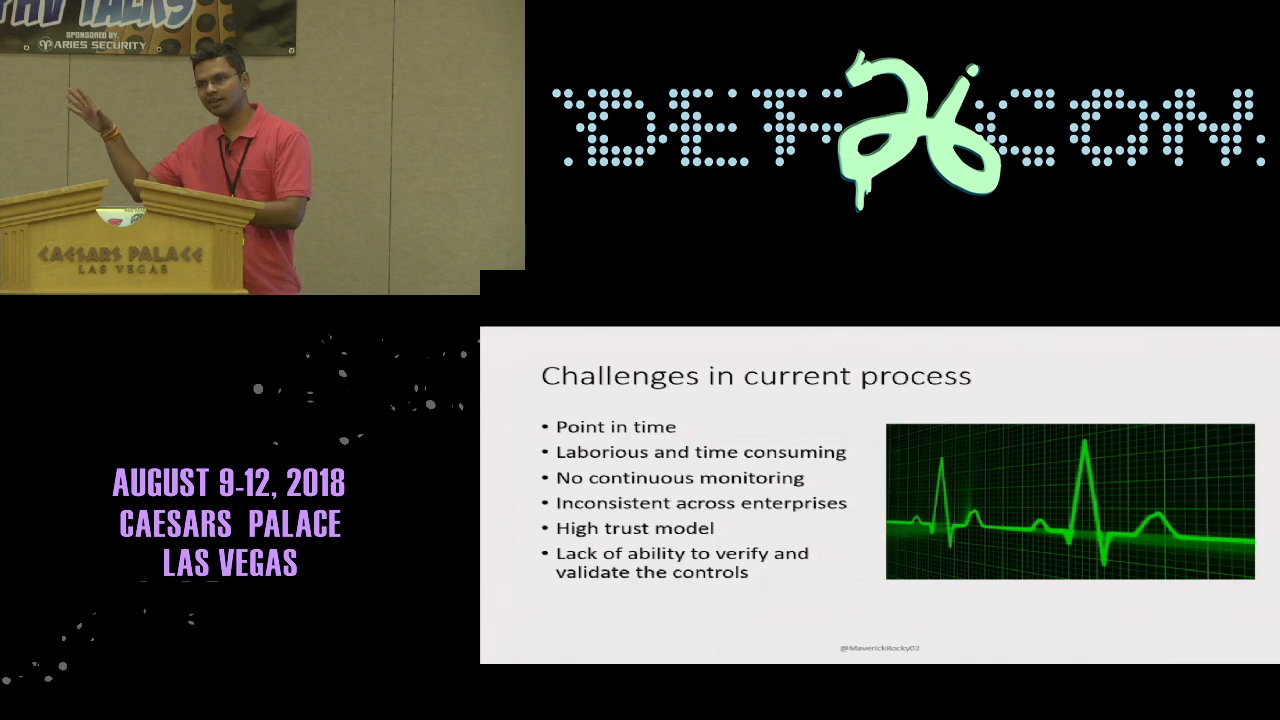 PHV TALKS
SPONSORED BY:
ARIES SECURITY
CAESARS PALACE
LAS VEGAS
DEF CON
26
AUGUST 9-12, 2018
CAESARS PALACE
LAS VEGAS
Challenges in current process
• Point in time
• Laborious and time consuming
• No continuous monitoring
• Inconsistent across enterprises
• High trust model
• Lack of ability to verify and
validate the controls
@MaverickRocky02